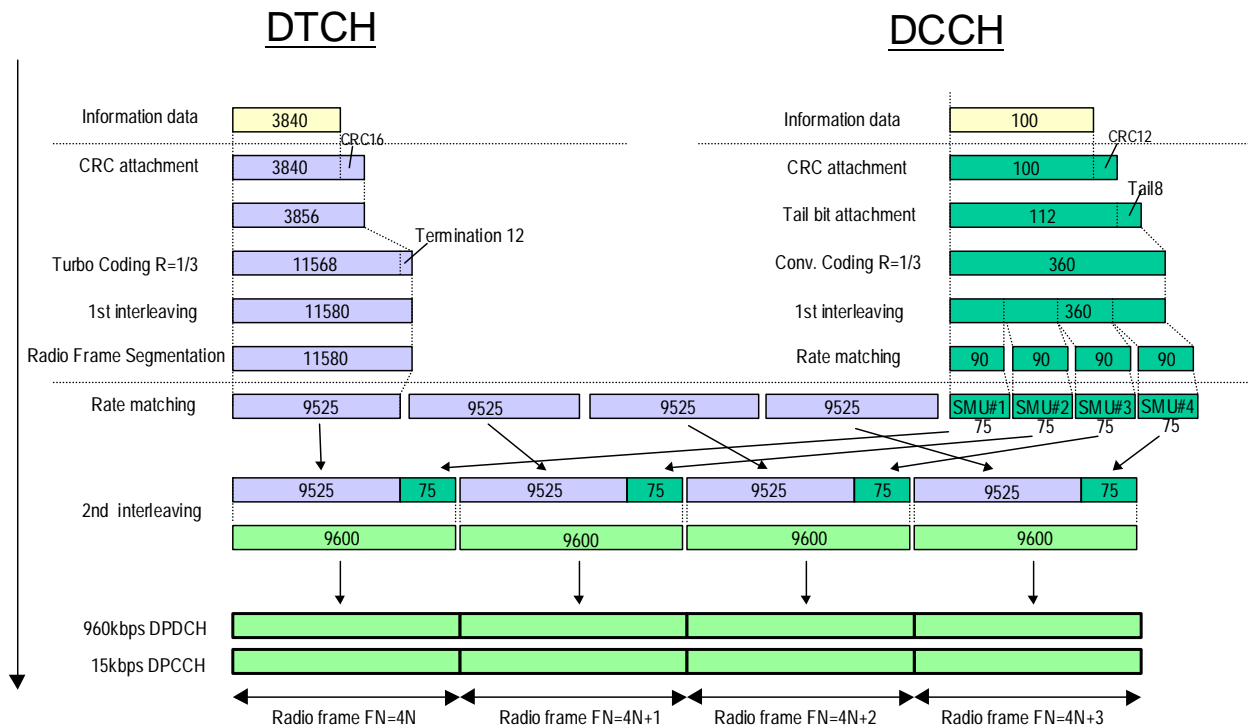 DTCH
DCCH
Information data
3840
Information data
100
CRC16
CRC12
CRC attachment
3840
CRC attachment
100
Tail8
3856
Tail bit attachment
112
Termination 12
Turbo Coding R=1/3
11568
Conv. Coding R=1/3
360
1st interleaving
11580
1st interleaving
360
Radio Frame Segmentation
11580
Rate matching
90
90
90
90
Rate matching
9525
9525
9525
9525
SMU#1
SMU#2
SMU#3
SMU#4
75
75
75
75
2nd interleaving
9525
75
9525
75
9525
75
9525
75
9600
9600
9600
9600
960kbps DPDCH
15kbps DPCCH
Radio frame FN=4N
Radio frame FN=4N+1
Radio frame FN=4N+2
Radio frame FN=4N+3